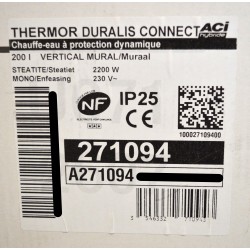 THERMOR DURALIS CONNECT ACI
hybride
Chauffe-eau à protection dynamique
200 l VERTICAL MURAL/Muraal
STEATITE/Steatiet 2200 W
MONO/Eenfasing 230 V~
NF IP25
CE
100027109400
271094
A271094